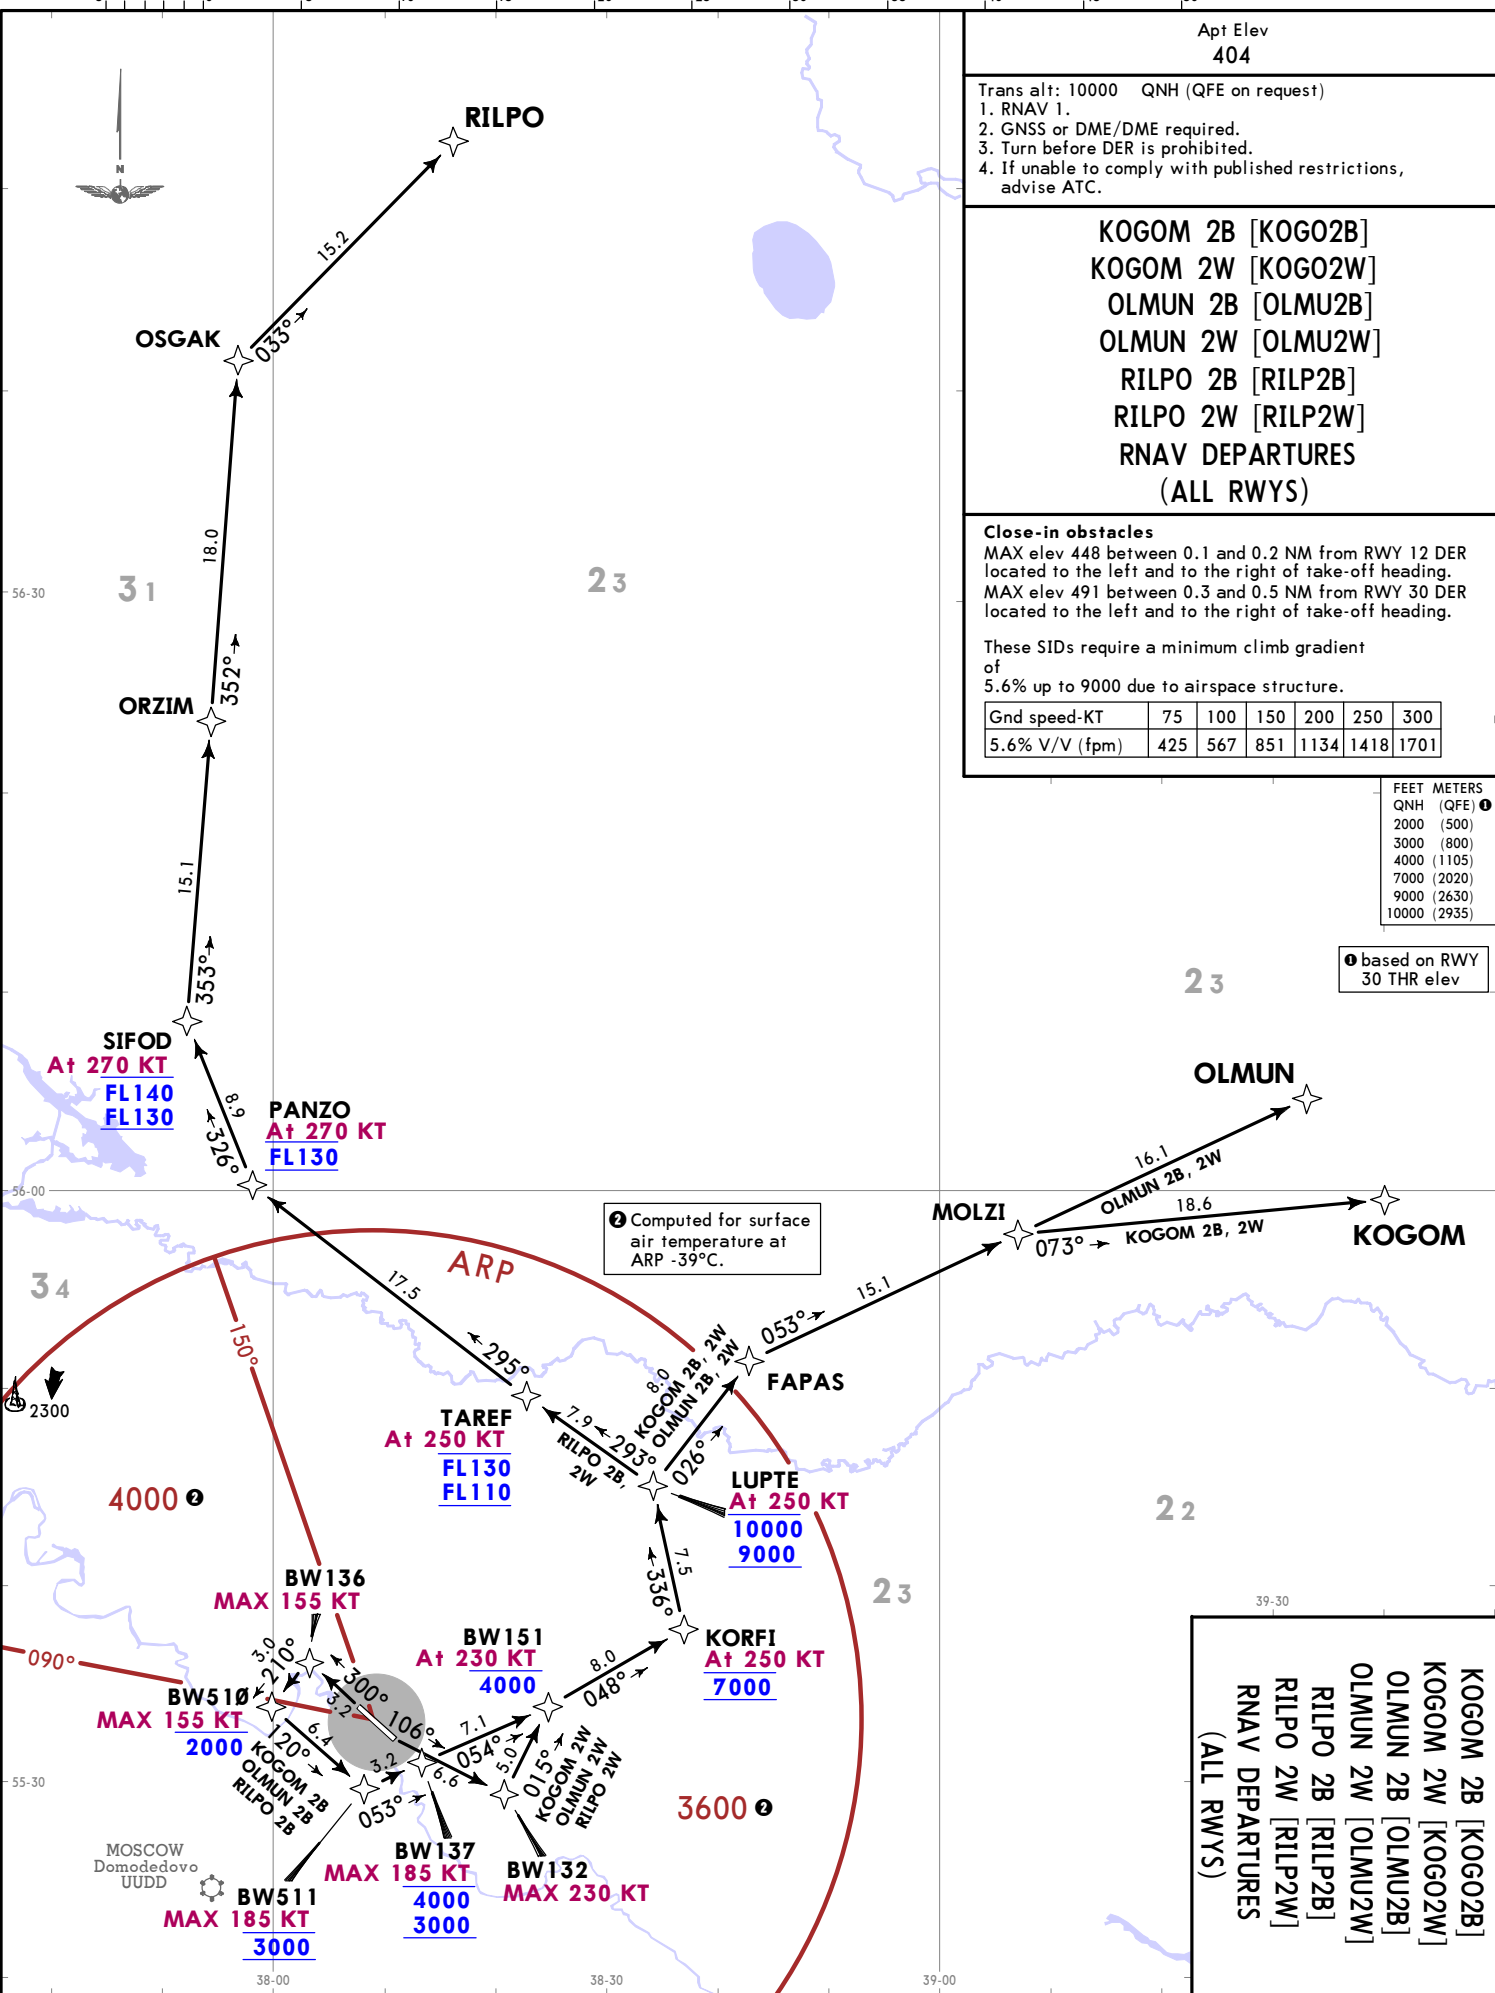 Apt Elev
404
Trans alt: 10000 QNH (QFE on request)
1. RNAV 1.
2. GNSS or DME/DME required.
3. Turn before DER is prohibited.
4. If unable to comply with published restrictions,
advise ATC.
KOGOM 2B [KOGO2B]
KOGOM 2W [KOGO2W]
OLMUN 2B [OLMU2B]
OLMUN 2W [OLMU2W]
RILPO 2B [RILP2B]
RILPO 2W [RILP2W]
RNAV DEPARTURES
(ALL RWYS)
Close-in obstacles
MAX elev 448 between 0.1 and 0.2 NM from RWY 12 DER
located to the left and to the right of take-off heading.
MAX elev 491 between 0.3 and 0.5 NM from RWY 30 DER
located to the left and to the right of take-off heading.
These SIDs require a minimum climb gradient
of
5.6% up to 9000 due to airspace structure.
Gnd speed-KT 75 100 150 200 250 300
5.6% V/V (fpm) 425 567 851 1134 1418 1701
FEET METERS
QNH (QFE) ❶
2000 (500)
3000 (800)
4000 (1105)
7000 (2020)
9000 (2630)
10000 (2935)
❶ based on RWY
30 THR elev
N
RILPO
15.2
033°
OSGAK
18.0
31
23
56-30
352°
ORZIM
15.1
353°
23
SIFOD
At 270 KT
FL140
FL130
8.9
326°
PANZO
At 270 KT
FL130
56-00
OLMUN
16.1
OLMUN 2B, 2W
18.6
MOLZI
073°
KOGOM 2B, 2W
KOGOM
❷ Computed for surface
air temperature at
ARP -39°C.
ARP
34
17.5
15.1
053°
150°
295°
8.0
KOGOM 2B, 2W
OLMUN 2B, 2W
FAPAS
2300
TAREF
At 250 KT
FL130
FL110
7.9
293°
RILPO 2B,
2W
026°
LUPTE
At 250 KT
10000
9000
4000 ❷
22
7.5
336°
23
39-30
BW136
MAX 155 KT
BW151
At 230 KT
4000
8.0
048°
KORFI
At 250 KT
7000
090°
3.0
210°
300°
3.2
BW510
MAX 155 KT
2000
120°
6.4
KOGOM 2B
OLMUN 2B
RILPO 2B
106°
7.1
054°
3.2
6.6
5.0
015°
KOGOM 2W
OLMUN 2W
RILPO 2W
053°
55-30
3600 ❷
MOSCOW
Domodedovo
UUDD
BW137
MAX 185 KT
4000
3000
BW132
MAX 230 KT
BW511
MAX 185 KT
3000
38-00
38-30
39-00
KOGOM 2B [KOGO2B]
KOGOM 2W [KOGO2W]
OLMUN 2B [OLMU2B]
OLMUN 2W [OLMU2W]
RILPO 2B [RILP2B]
RILPO 2W [RILP2W]
RNAV DEPARTURES
(ALL RWYS)